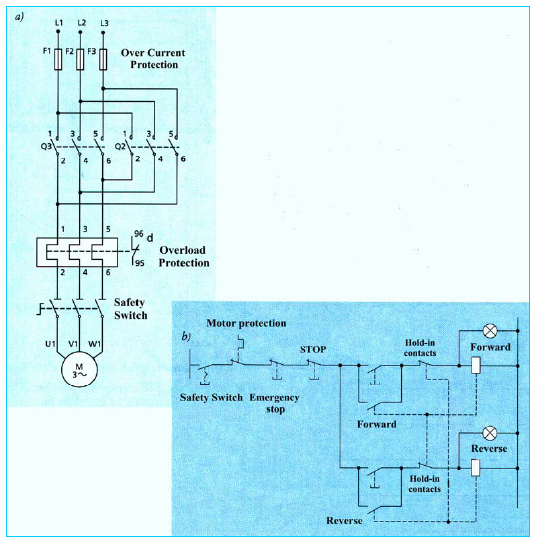 a)
L1 L2 L3
F1 F2 F3
Over Current
Protection
1 3 5 1 3 5
Q3 Q2
2 4 6 2 4 6
1 3 5
96 d
95
Overload
Protection
2 4 6
Safety
Switch
U1 V1 W1
M
3~
b)
Motor protection
STOP
Hold-in
contacts
Forward
Safety Switch
Emergency
stop
Forward
Reverse
Hold-in
contacts
Reverse